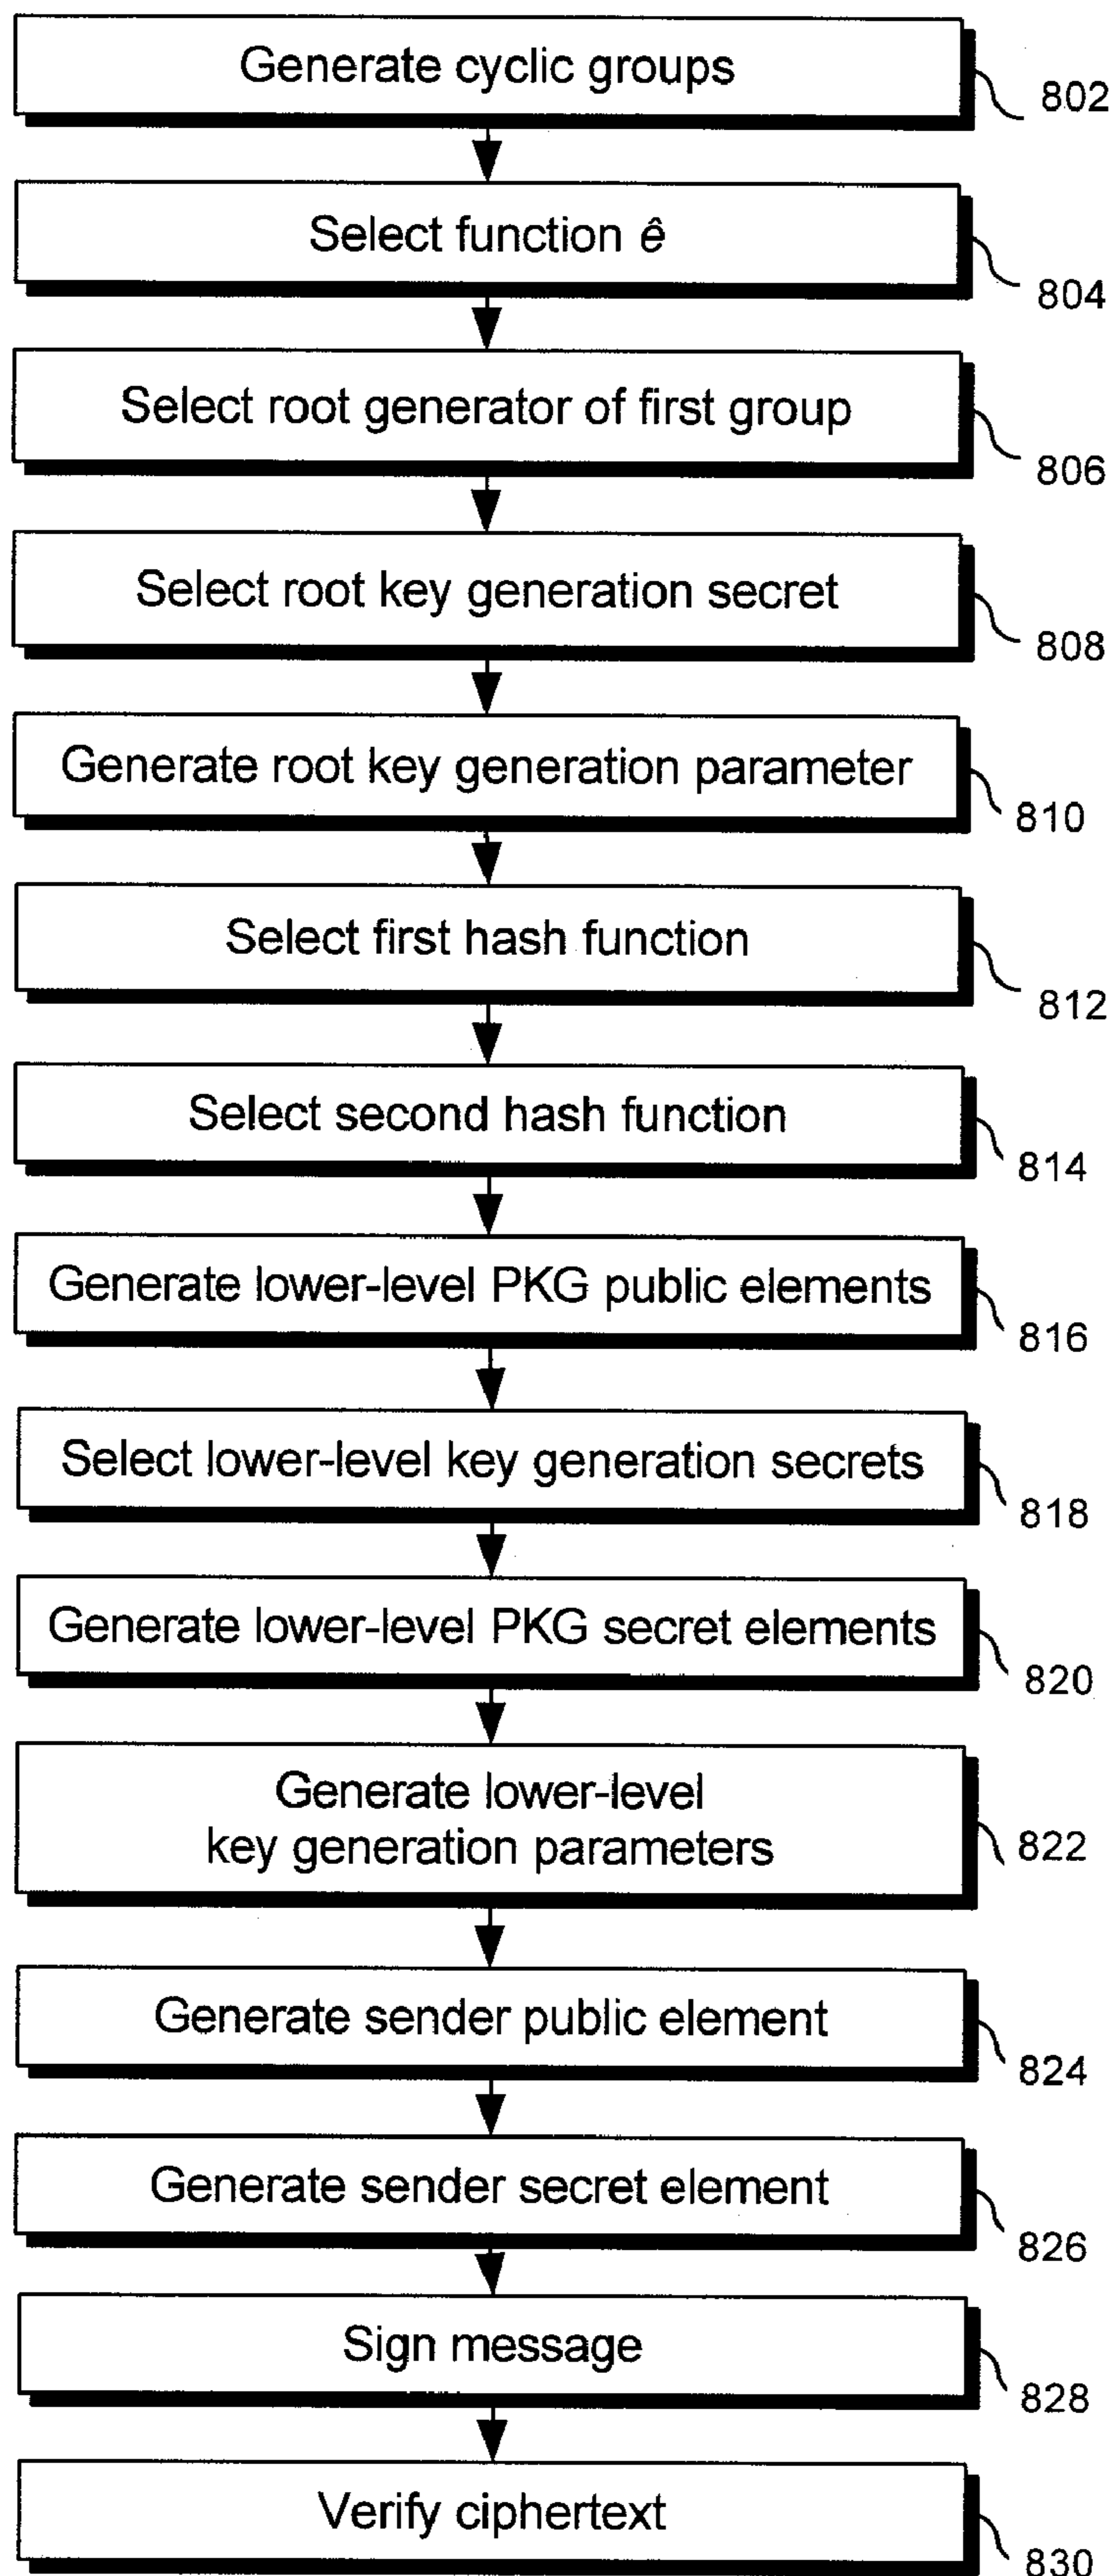 Generate cyclic groups
802
Select function ê
804
Select root generator of first group
806
Select root key generation secret
808
Generate root key generation parameter
810
Select first hash function
812
Select second hash function
814
Generate lower-level PKG public elements
816
Select lower-level key generation secrets
818
Generate lower-level PKG secret elements
820
Generate lower-level
key generation parameters
822
Generate sender public element
824
Generate sender secret element
826
Sign message
828
Verify ciphertext
830